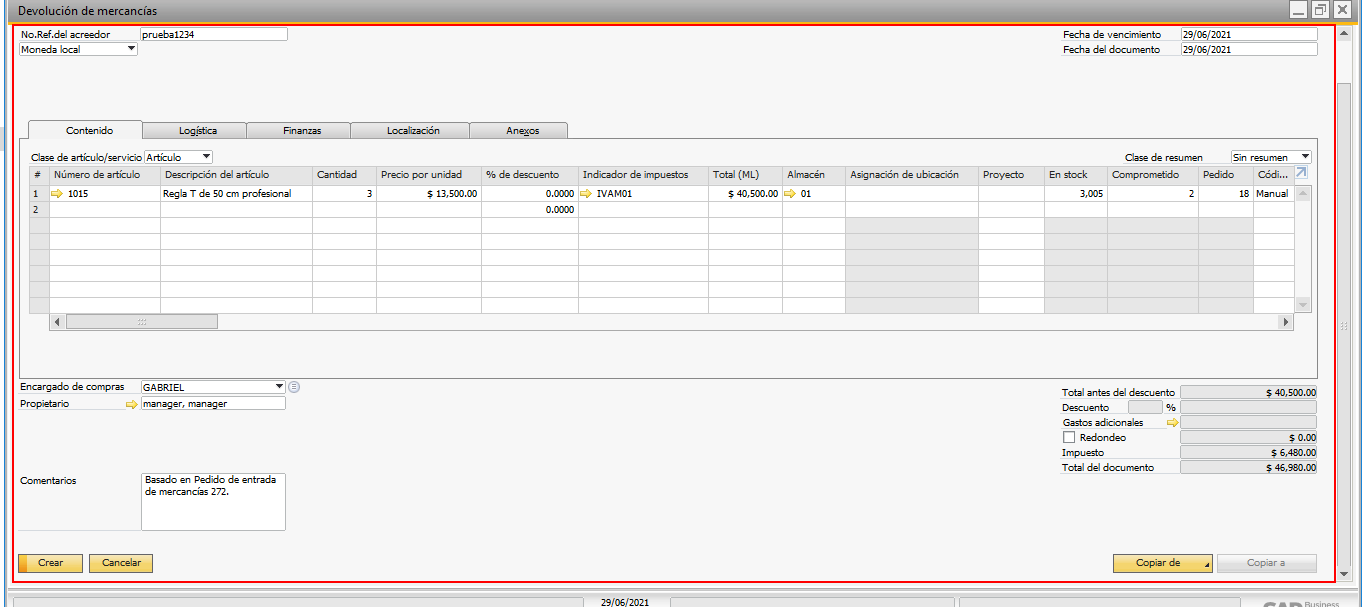 Devolución de mercancías
No.Ref.del acreedor prueba1234 Fecha de vencimiento 29/06/2021
Moneda local Fecha del documento 29/06/2021
Contenido Logística Finanzas Localización Anexos
Clase de artículo/servicio Artículo Clase de resumen Sin resumen
# Número de artículo Descripción del artículo Cantidad Precio por unidad % de descuento Indicador de impuestos Total (ML) Almacén Asignación de ubicación Proyecto En stock Comprometido Pedido Códi...
1 1015 Regla T de 50 cm profesional 3 $ 13,500.00 0.0000 IVAM01 $ 40,500.00 01 3,005 2 18 Manual
2 0.0000
Encargado de compras GABRIEL
Propietario manager, manager
Total antes del descuento $ 40,500.00
Descuento %
Gastos adicionales
Redondeo $ 0.00
Impuesto $ 6,480.00
Total del documento $ 46,980.00
Comentarios Basado en Pedido de entrada
de mercancías 272.
Crear Cancelar Copiar de Copiar a
29/06/2021 Business